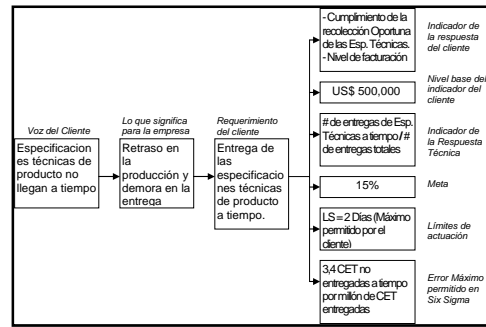 Voz del Cliente
Especificacion
es técnicas de
producto no
llegan a tiempo
Lo que significa
para la empresa
Retraso en
la
producción y
demora en la
entrega
Requerimiento
del cliente
Entrega de
las
especificacio
nes técnicas
de producto
a tiempo.
- Cumplimiento de la
recolección Oportuna
de las Esp. Técnicas.
- Nivel de facturación
Indicador de
la respuesta
del cliente
US$ 500,000
Nivel base del
indicador del
cliente
# de entregas de Esp.
Técnicas a tiempo / #
de entregas totales
Indicador de
la Respuesta
Técnica
15%
Meta
LS = 2 Días (Máximo
permitido por el
cliente)
Límites de
actuación
3,4 CET no
entregadas a tiempo
por millón de CET
entregadas
Error Máximo
permitido en
Six Sigma